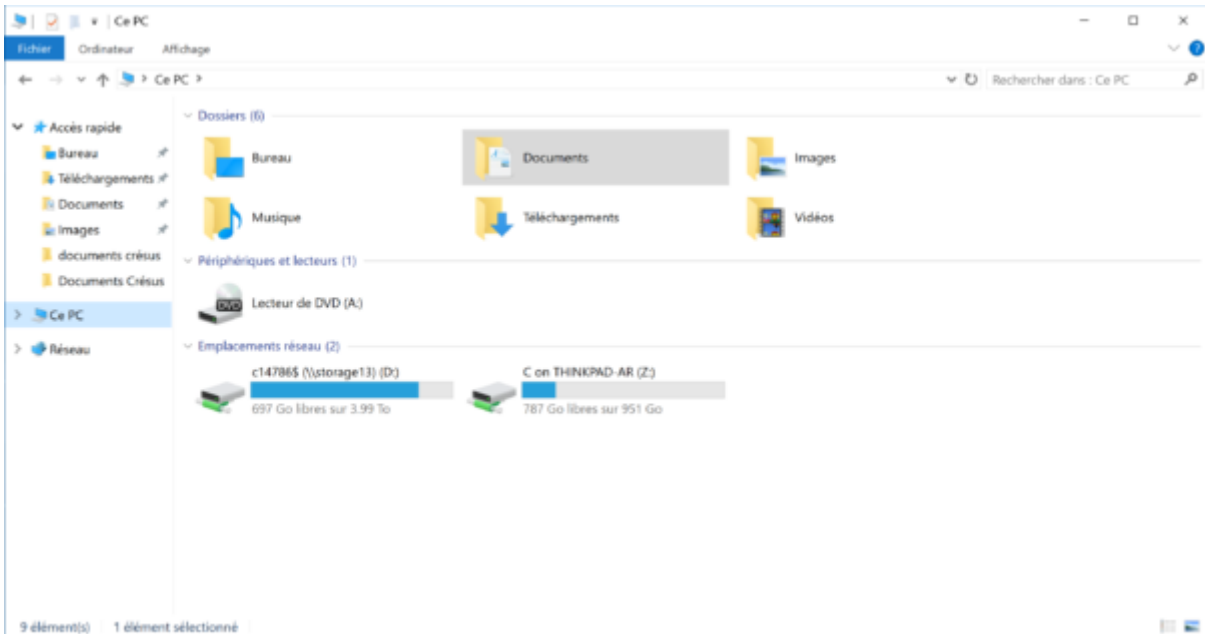 Ce PC
Fichier Ordinateur Affichage
Ce PC
Rechercher dans : Ce PC
Accès rapide
Bureau
Téléchargements
Documents
Images
documents crésus
Documents Crésus
Ce PC
Réseau
Dossiers (6)
Bureau
Documents
Images
Musique
Téléchargements
Vidéos
Périphériques et lecteurs (1)
DVD
Lecteur de DVD (A:)
Emplacements réseau (2)
c14786$ (\\storage13) (D:)
697 Go libres sur 3.99 To
C on THINKPAD-AR (Z:)
787 Go libres sur 951 Go
9 élément(s) 1 élément sélectionné